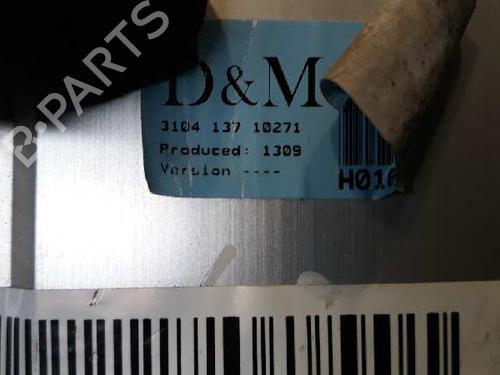 D&M
3104 137 10271
Produced: 1309
Version ----
H016
B-PARTS